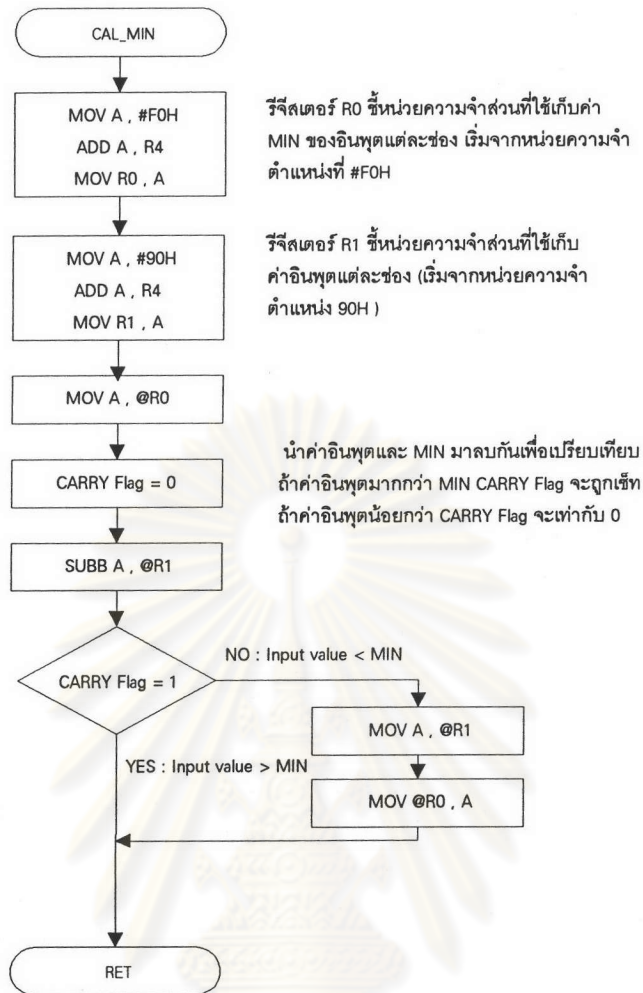 CAL_MIN
MOV A , #F0H
ADD A , R4
MOV R0 , A
รีจีสเตอร์ R0 ชี้หน่วยความจำส่วนที่ใช้เก็บค่า
MIN ของอินพุตแต่ละช่อง เริ่มจากหน่วยความจำ
ตำแหน่งที่ #F0H
MOV A , #90H
ADD A , R4
MOV R1 , A
รีจีสเตอร์ R1 ชี้หน่วยความจำส่วนที่ใช้เก็บ
ค่าอินพุตแต่ละช่อง (เริ่มจากหน่วยความจำ
ตำแหน่ง 90H )
MOV A , @R0
CARRY Flag = 0
SUBB A , @R1
นำค่าอินพุตและ MIN มาลบกันเพื่อเปรียบเทียบ
ถ้าค่าอินพุตมากกว่า MIN CARRY Flag จะถูกเซ็ท
ถ้าค่าอินพุตน้อยกว่า CARRY Flag จะเท่ากับ 0
CARRY Flag = 1
NO : Input value < MIN
MOV A , @R1
YES : Input value > MIN
MOV @R0 , A
RET